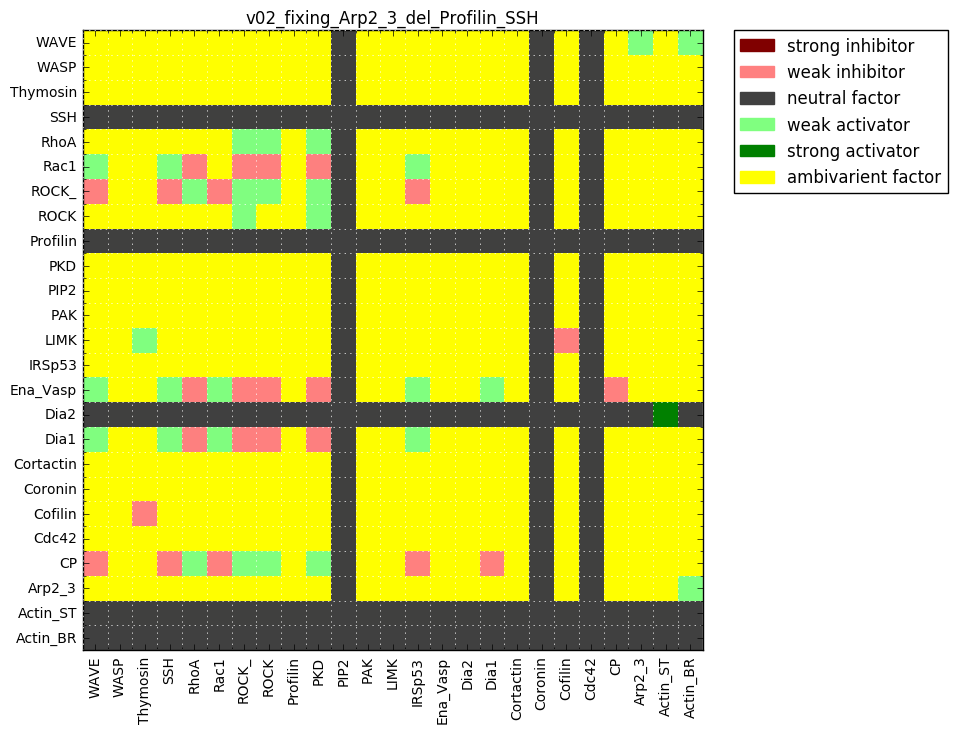 v02_fixing_Arp2_3_del_Profilin_SSH
strong inhibitor
weak inhibitor
neutral factor
weak activator
strong activator
ambivarient factor
WAVE
WASP
Thymosin
SSH
RhoA
Rac1
ROCK_
ROCK
Profilin
PKD
PIP2
PAK
LIMK
IRSp53
Ena_Vasp
Dia2
Dia1
Cortactin
Coronin
Cofilin
Cdc42
CP
Arp2_3
Actin_ST
Actin_BR
WAVE
WASP
Thymosin
SSH
RhoA
Rac1
ROCK_
ROCK
Profilin
PKD
PIP2
PAK
LIMK
IRSp53
Ena_Vasp
Dia2
Dia1
Cortactin
Coronin
Cofilin
Cdc42
CP
Arp2_3
Actin_ST
Actin_BR